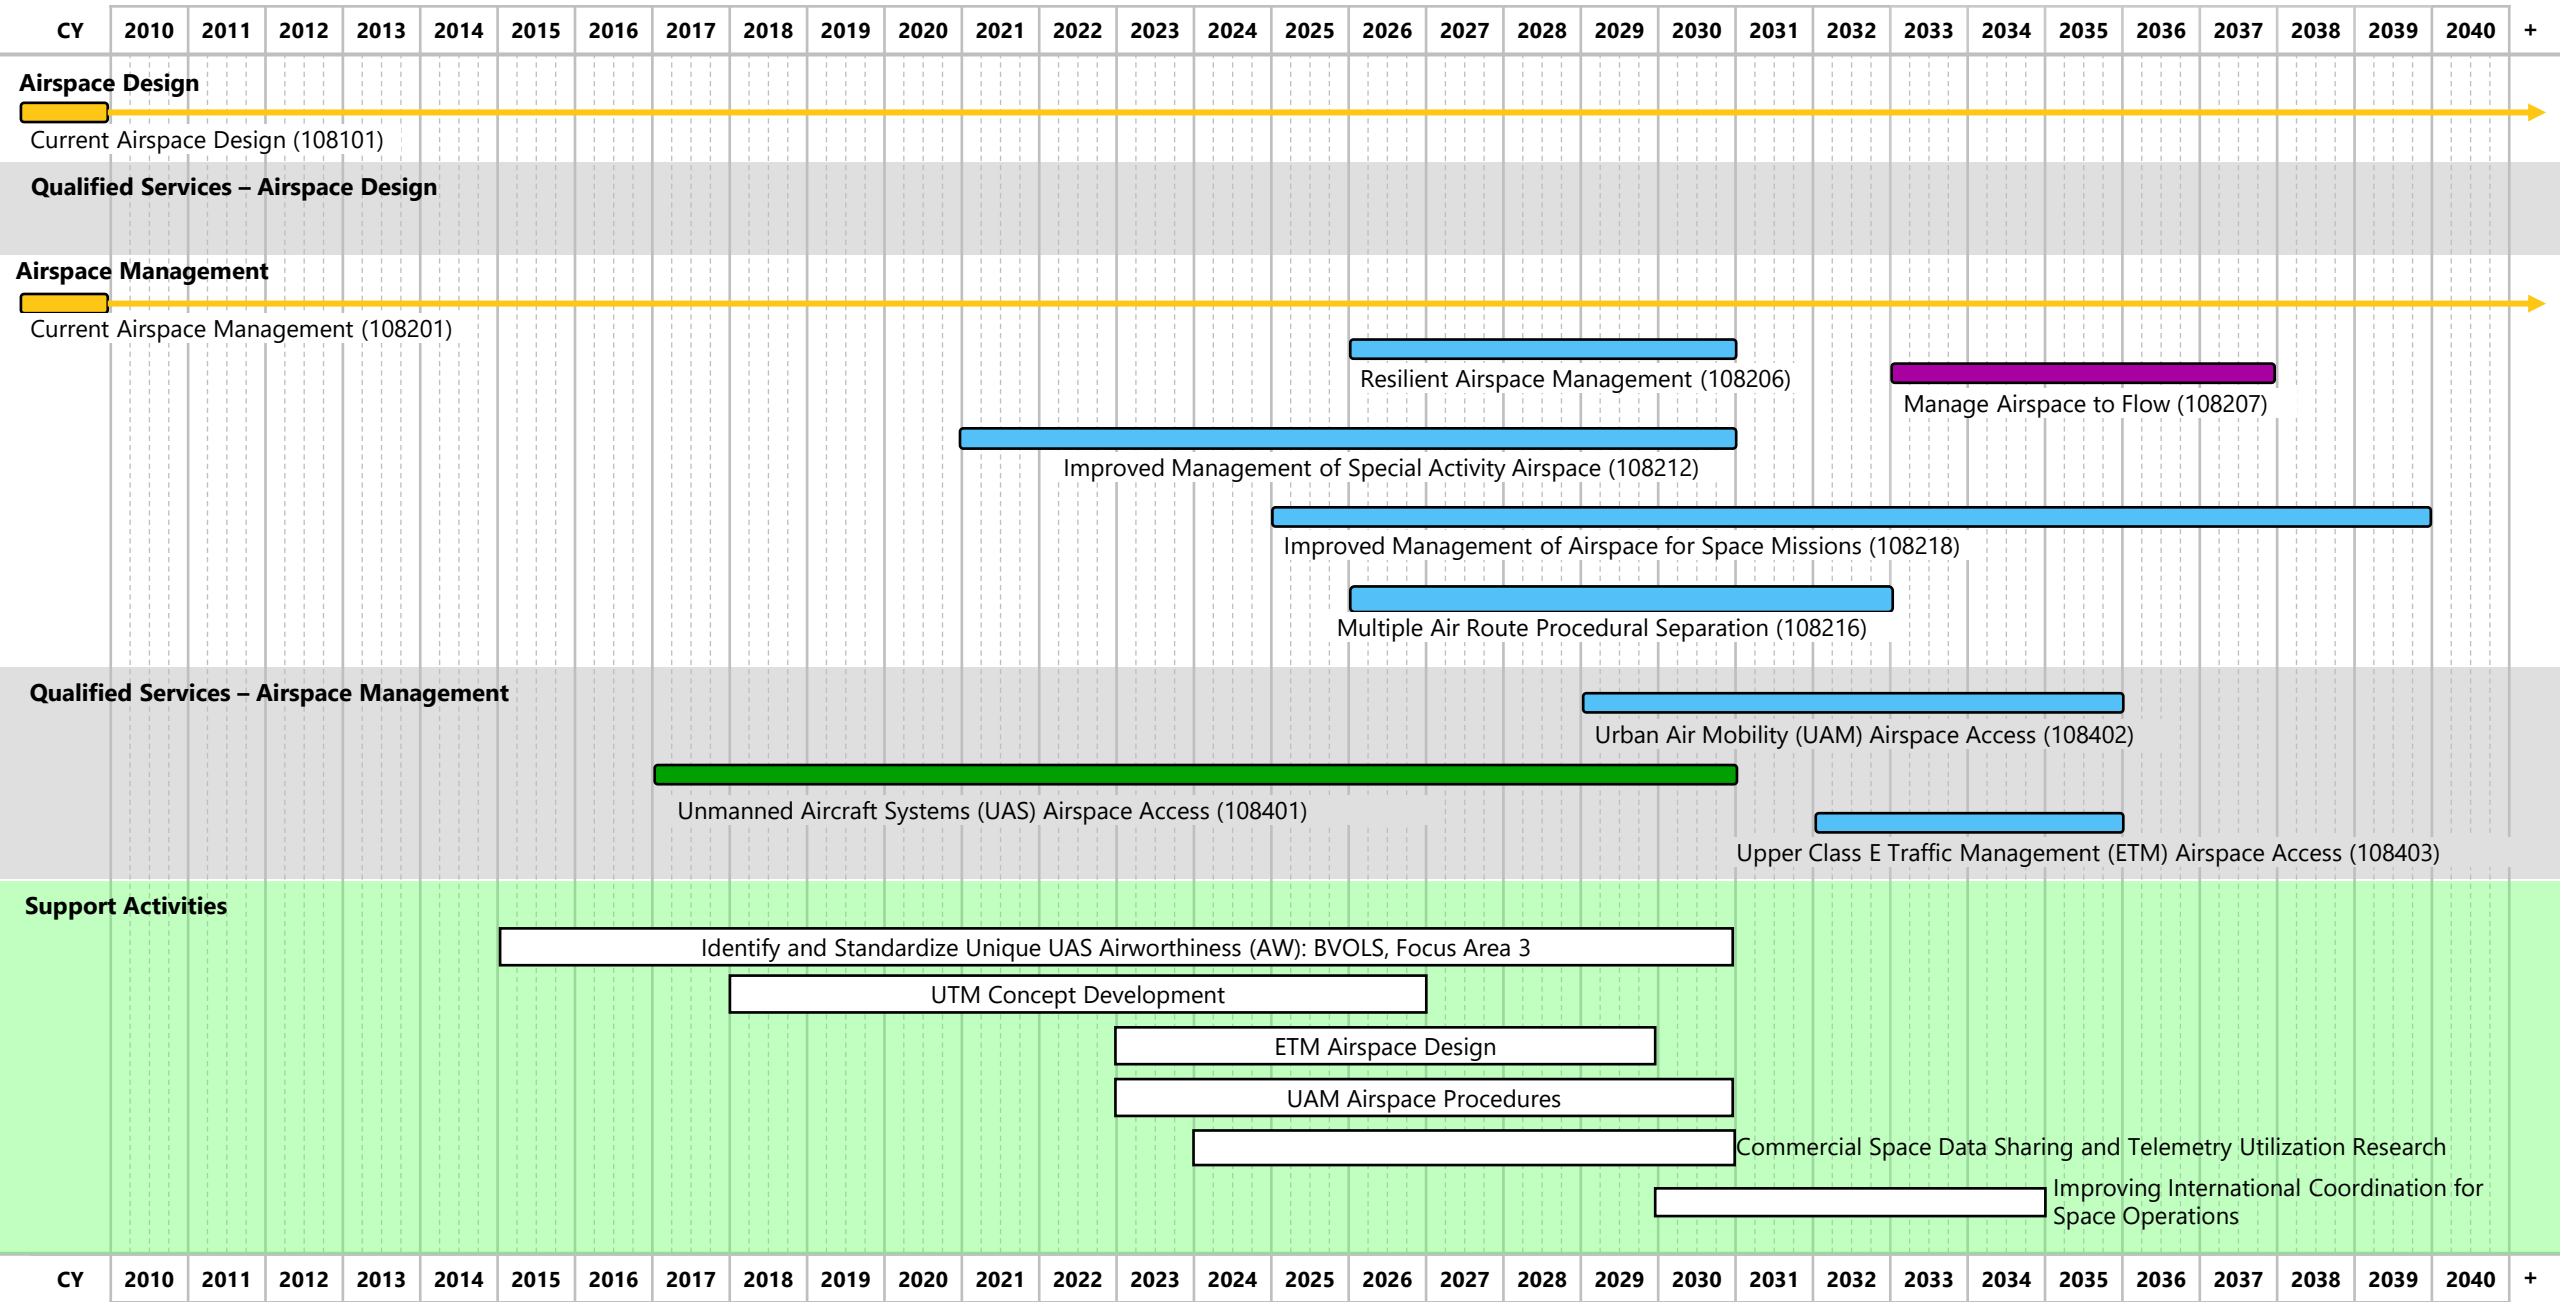 CY 2010 2011 2012 2013 2014 2015 2016 2017 2018 2019 2020 2021 2022 2023 2024 2025 2026 2027 2028 2029 2030 2031 2032 2033 2034 2035 2036 2037 2038 2039 2040 +
Airspace Design
Current Airspace Design (108101)
Qualified Services – Airspace Design
Airspace Management
Current Airspace Management (108201)
Resilient Airspace Management (108206)
Manage Airspace to Flow (108207)
Improved Management of Special Activity Airspace (108212)
Improved Management of Airspace for Space Missions (108218)
Multiple Air Route Procedural Separation (108216)
Qualified Services – Airspace Management
Urban Air Mobility (UAM) Airspace Access (108402)
Unmanned Aircraft Systems (UAS) Airspace Access (108401)
Upper Class E Traffic Management (ETM) Airspace Access (108403)
Support Activities
Identify and Standardize Unique UAS Airworthiness (AW): BVOLS, Focus Area 3
UTM Concept Development
ETM Airspace Design
UAM Airspace Procedures
Commercial Space Data Sharing and Telemetry Utilization Research
Improving International Coordination for
Space Operations
CY 2010 2011 2012 2013 2014 2015 2016 2017 2018 2019 2020 2021 2022 2023 2024 2025 2026 2027 2028 2029 2030 2031 2032 2033 2034 2035 2036 2037 2038 2039 2040 +